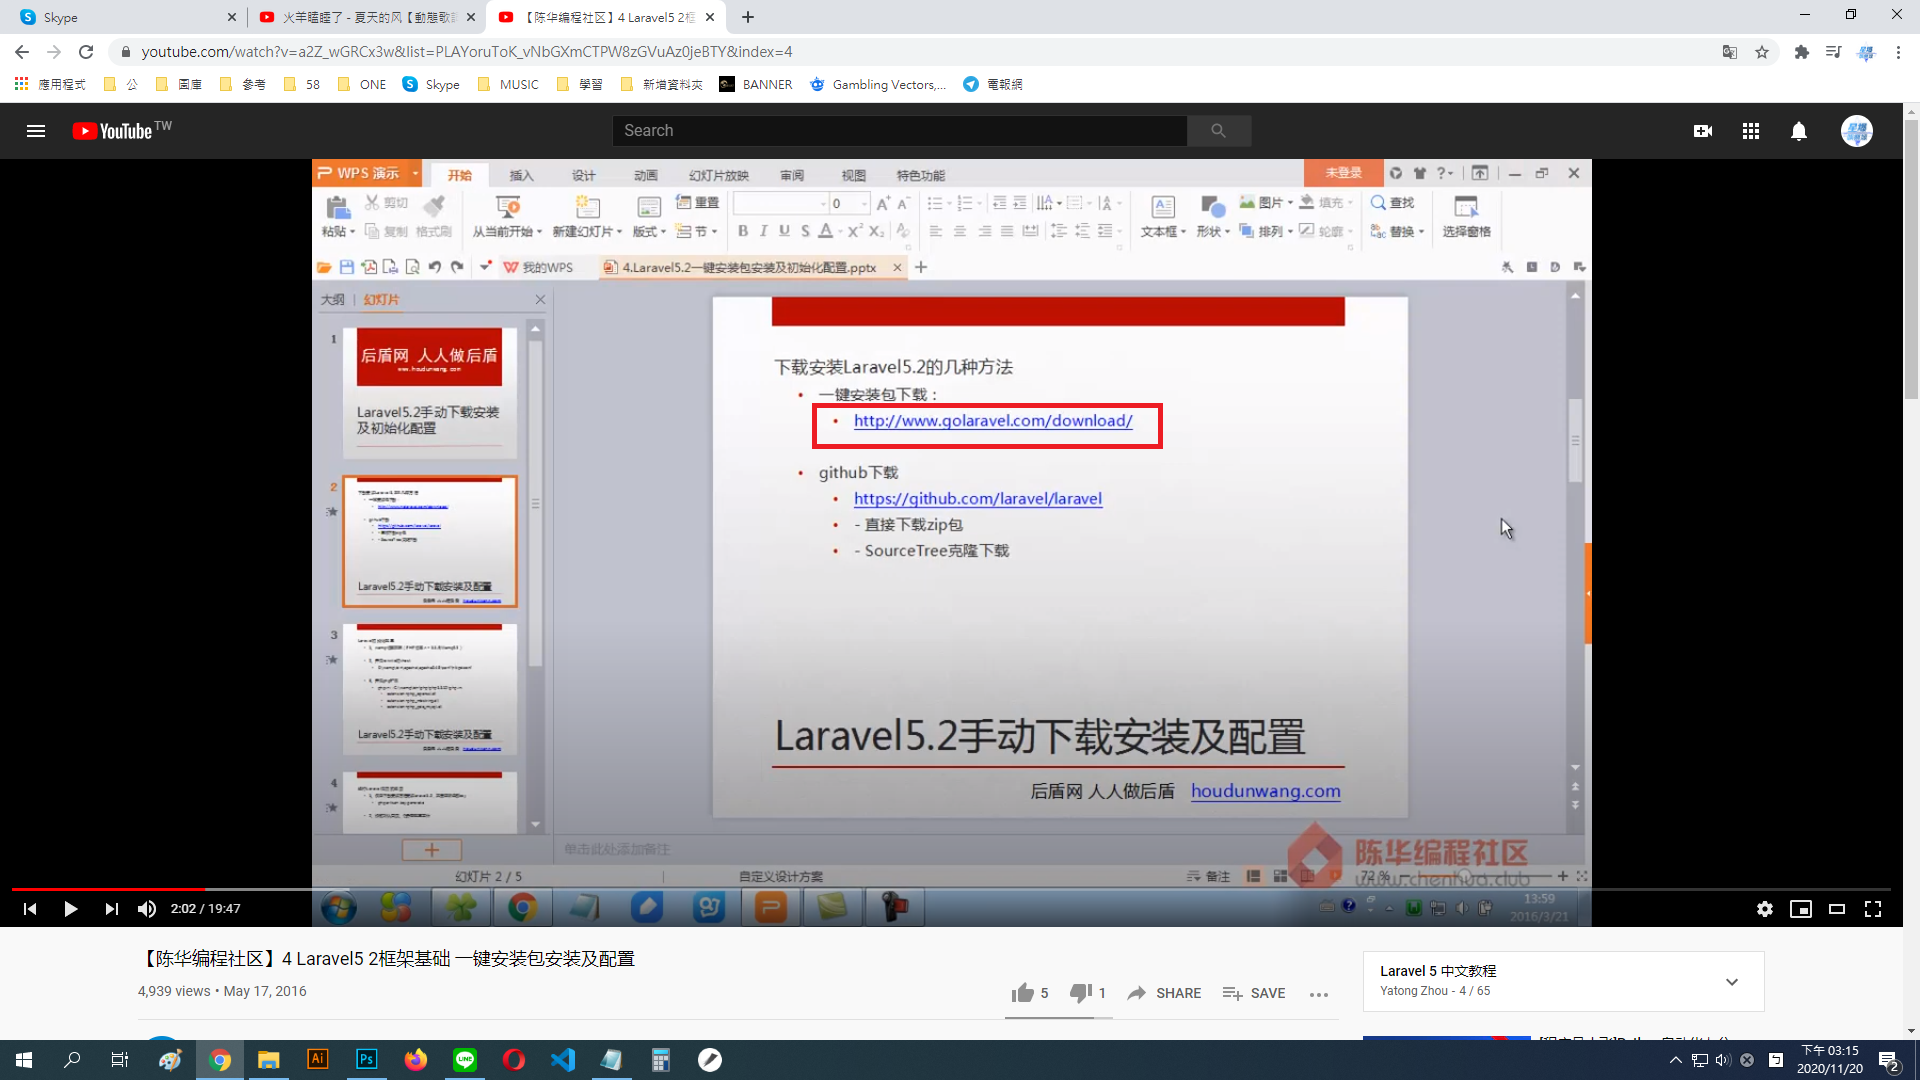 Skype
火羊瞌睡了 - 夏天的风【動態歌詞
【陈华编程社区】4 Laravel5 2框
youtube.com/watch?v=a2Z_wGRCx3w&list=PLAYoruToK_vNbGXmCTPW8zGVuAz0jeBTY&index=4
應用程式 公 圖庫 參考 58 ONE Skype MUSIC 學習 新增資料夾 BANNER Gambling Vectors,... 電報網
YouTube TW
Search
WPS 演示 开始 插入 设计 动画 幻灯片放映 审阅 视图 特色功能 未登录
剪切 重置 0 图片 填充 查找
粘贴 复制 格式刷 从当前开始 新建幻灯片 版式 节 B I U S A X² X₂ 文本框 形状 排列 轮廓 替换 选择窗格
我的WPS 4.Laravel5.2一键安装包安装及初始化配置.pptx
大纲 幻灯片
1
后盾网 人人做后盾
www.houdunwang.com
Laravel5.2手动下载安装
及初始化配置
2
Laravel5.2手动下载安装及配置
3
Laravel5.2手动下载安装及配置
4
下载安装Laravel5.2的几种方法
• 一键安装包下载：
• http://www.golaravel.com/download/
• github下载
• https://github.com/laravel/laravel
• - 直接下载zip包
• - SourceTree克隆下载
Laravel5.2手动下载安装及配置
后盾网 人人做后盾 houdunwang.com
单击此处添加备注
陈华编程社区
www.chenhua.club
幻灯片 2 / 5 自定义设计方案 备注 72 %
13:59
2016/3/21
2:02 / 19:47
【陈华编程社区】4 Laravel5 2框架基础 一键安装包安装及配置
4,939 views • May 17, 2016
5 1 SHARE SAVE
Laravel 5 中文教程
Yatong Zhou - 4 / 65
Ai Ps LINE
下午 03:15
2020/11/20
2